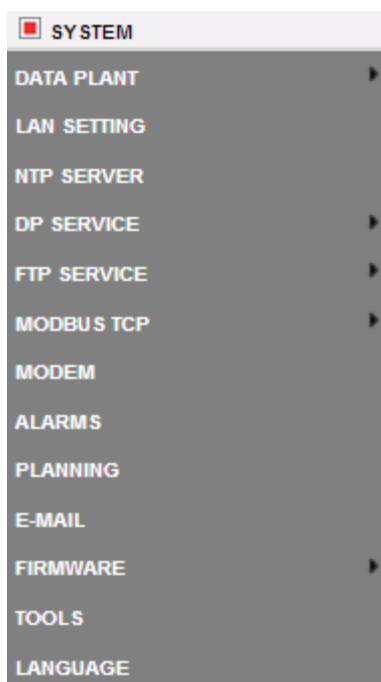 SYSTEM
DATA PLANT
LAN SETTING
NTP SERVER
DP SERVICE
FTP SERVICE
MODBUS TCP
MODEM
ALARMS
PLANNING
E-MAIL
FIRMWARE
TOOLS
LANGUAGE